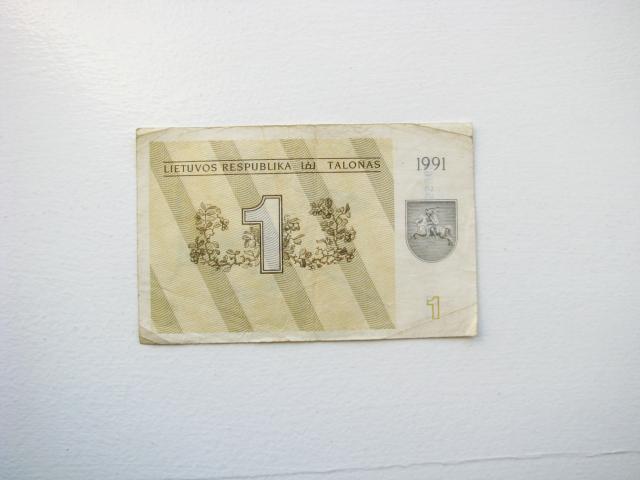 LIETUVOS RESPUBLIKA TALONAS
1991
1
1